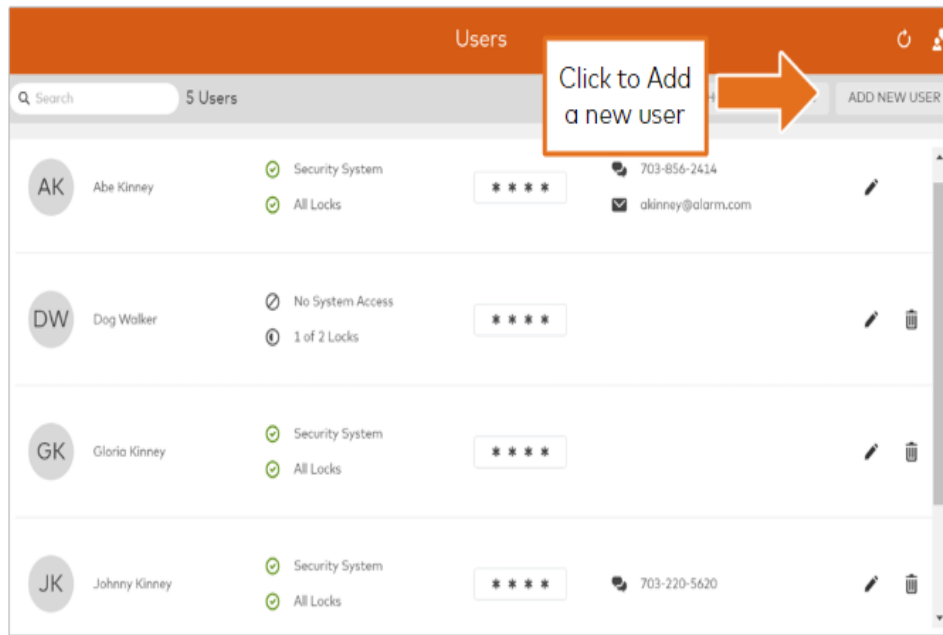 Users
Search
5 Users
Click to Add
a new user
ADD NEW USER
AK
Abe Kinney
Security System
All Locks
* * * *
703-856-2414
akinney@alarm.com
DW
Dog Walker
No System Access
1 of 2 Locks
* * * *
GK
Gloria Kinney
Security System
All Locks
* * * *
JK
Johnny Kinney
Security System
All Locks
* * * *
703-220-5620